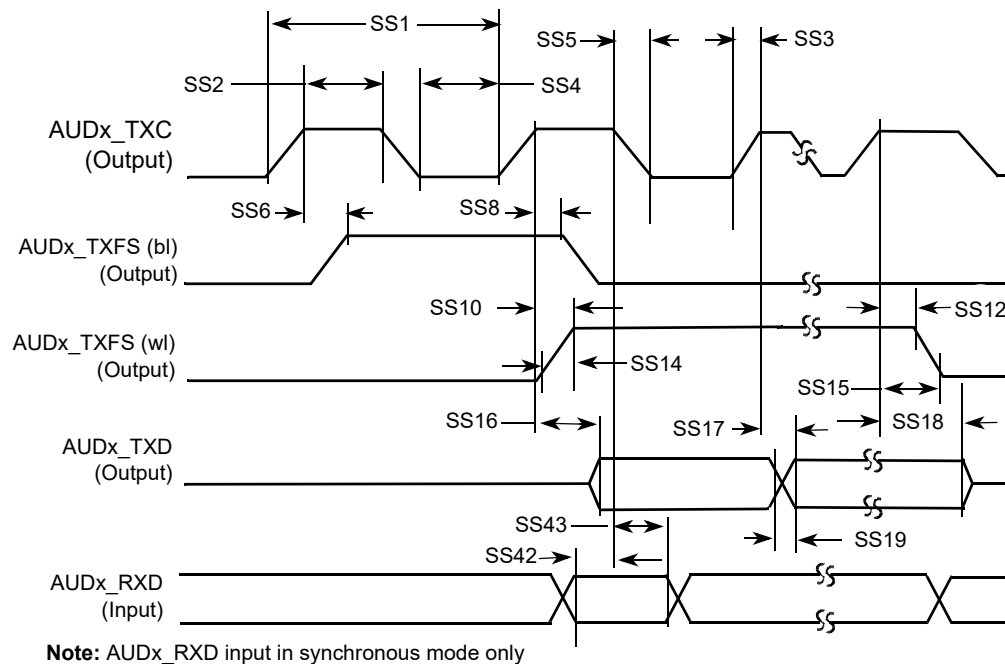 SS1
SS5
SS3
SS2
SS4
AUDx_TXC
(Output)
SS6
SS8
AUDx_TXFS (bl)
(Output)
SS10
SS12
AUDx_TXFS (wl)
(Output)
SS14
SS15
SS16
SS17
SS18
AUDx_TXD
(Output)
SS43
SS19
SS42
AUDx_RXD
(Input)
Note: AUDx_RXD input in synchronous mode only